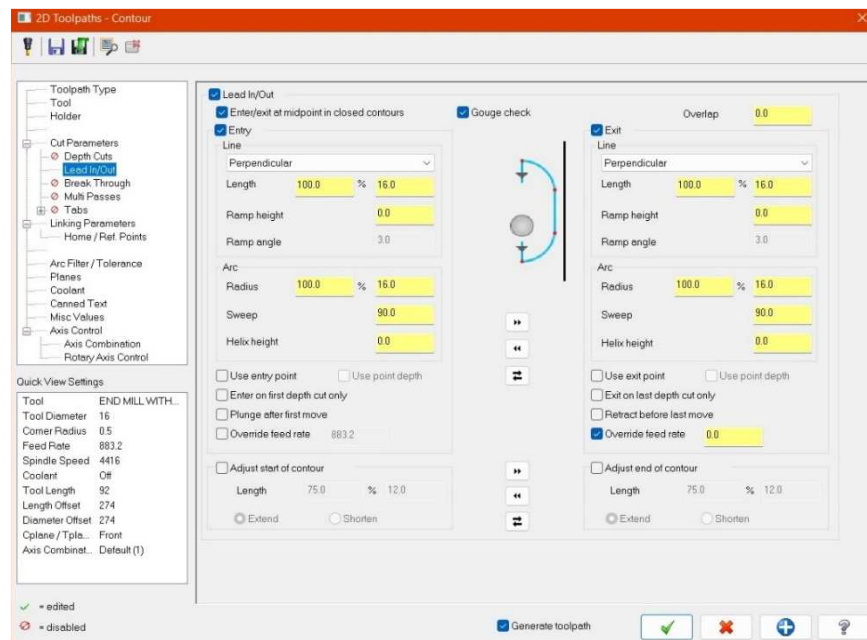 2D Toolpaths - Contour
Toolpath Type
Tool
Holder
Cut Parameters
Depth Cuts
Lead In/Out
Break Through
Multi Passes
Tabs
Linking Parameters
Home / Ref. Points
Arc Filter / Tolerance
Planes
Coolant
Canned Text
Misc Values
Axis Control
Axis Combination
Rotary Axis Control
Quick View Settings
Tool END MILL WITH...
Tool Diameter 16
Corner Radius 0.5
Feed Rate 883.2
Spindle Speed 4416
Coolant Off
Tool Length 92
Length Offset 274
Diameter Offset 274
Cplane / Tpla... Front
Axis Combinat... Default (1)
= edited
= disabled
Lead In/Out
Enter/exit at midpoint in closed contours Gouge check Overlap 0.0
Entry
Line
Perpendicular
Length 100.0 % 16.0
Ramp height 0.0
Ramp angle 3.0
Arc
Radius 100.0 % 16.0
Sweep 90.0
Helix height 0.0
Use entry point Use point depth
Enter on first depth cut only
Plunge after first move
Override feed rate 883.2
Adjust start of contour
Length 75.0 % 12.0
Extend Shorten
Exit
Line
Perpendicular
Length 100.0 % 16.0
Ramp height 0.0
Ramp angle 3.0
Arc
Radius 100.0 % 16.0
Sweep 90.0
Helix height 0.0
Use exit point Use point depth
Exit on last depth cut only
Retract before last move
Override feed rate 0.0
Adjust end of contour
Length 75.0 % 12.0
Extend Shorten
Generate toolpath